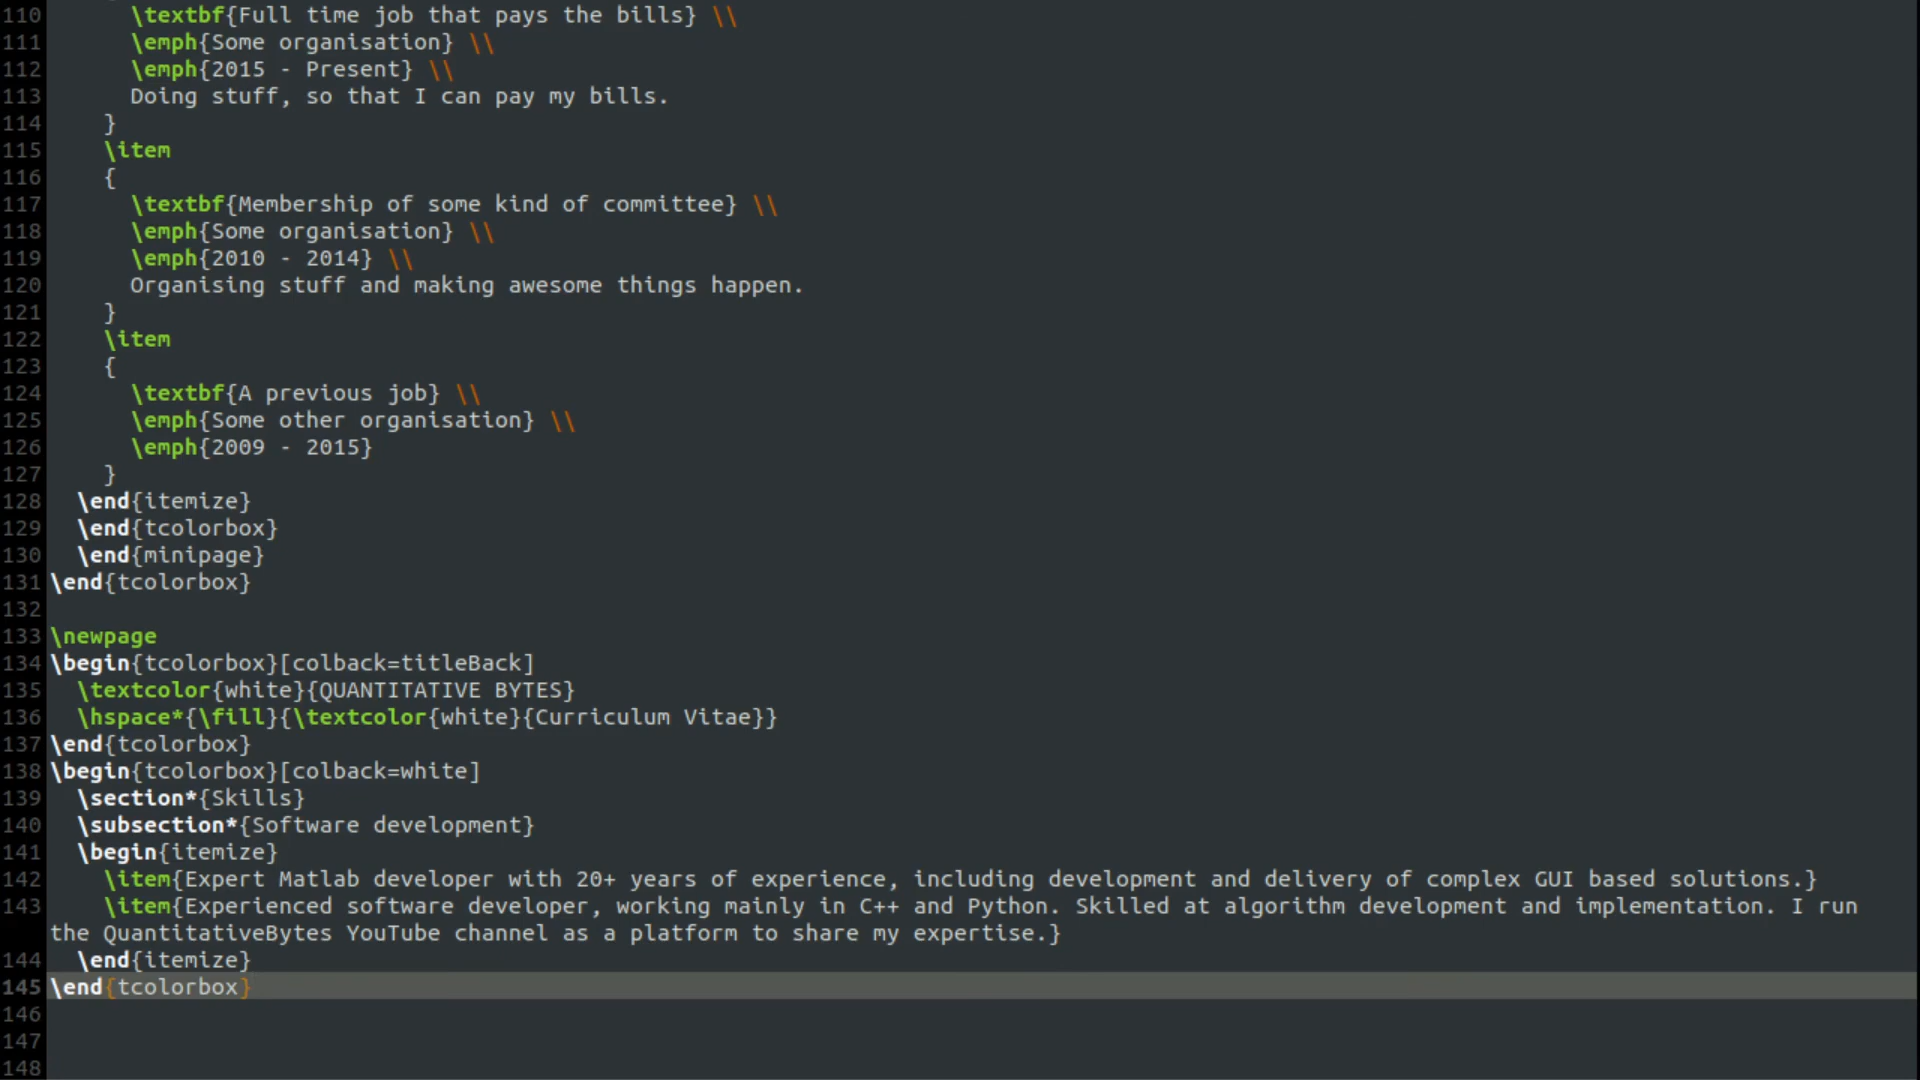 110 \textbf{Full time job that pays the bills} \\
111 \emph{Some organisation} \\
112 \emph{2015 - Present} \\
113 Doing stuff, so that I can pay my bills.
114 }
115 \item
116 {
117 \textbf{Membership of some kind of committee} \\
118 \emph{Some organisation} \\
119 \emph{2010 - 2014} \\
120 Organising stuff and making awesome things happen.
121 }
122 \item
123 {
124 \textbf{A previous job} \\
125 \emph{Some other organisation} \\
126 \emph{2009 - 2015}
127 }
128 \end{itemize}
129 \end{tcolorbox}
130 \end{minipage}
131 \end{tcolorbox}
132
133 \newpage
134 \begin{tcolorbox}[colback=titleBack]
135 \textcolor{white}{QUANTITATIVE BYTES}
136 \hspace*{\fill}{\textcolor{white}{Curriculum Vitae}}
137 \end{tcolorbox}
138 \begin{tcolorbox}[colback=white]
139 \section*{Skills}
140 \subsection*{Software development}
141 \begin{itemize}
142 \item{Expert Matlab developer with 20+ years of experience, including development and delivery of complex GUI based solutions.}
143 \item{Experienced software developer, working mainly in C++ and Python. Skilled at algorithm development and implementation. I run
the QuantitativeBytes YouTube channel as a platform to share my expertise.}
144 \end{itemize}
145 \end{tcolorbox}
146
147
148